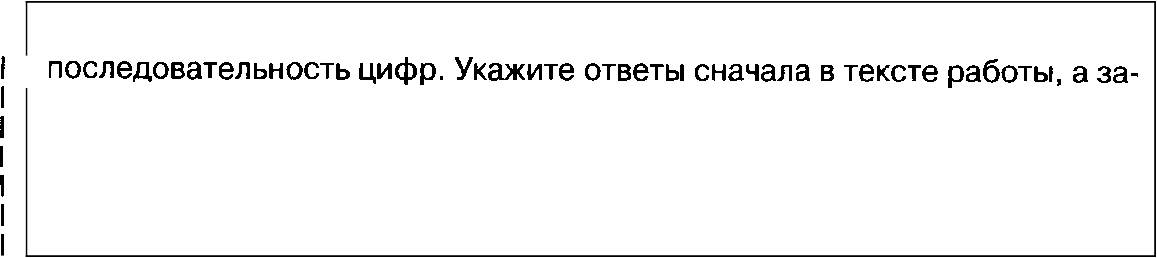 последовательность цифр. Укажите ответы сначала в тексте работы, а за-